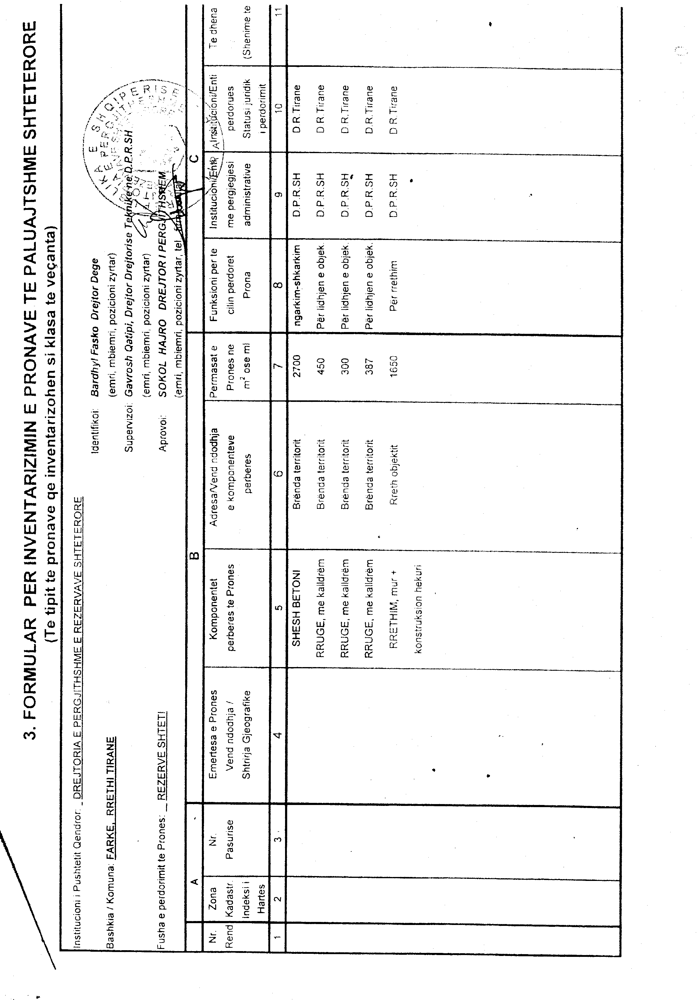 3. FORMULAR PER INVENTARIZIMIN E PRONAVE TE PALUAJTSHME SHTETERORE
(Te tipit te pronave qe inventarizohen si klasa te veçanta)
Institucioni i Pushtetit Qendror: DREJTORIA E PERGJITHSHME E REZERVAVE SHTETERORE
Identifikoi: Bardhyl Fasko Drejtor Dege
(emri, mbiemri, pozicioni zyrtar)
Bashkia / Komuna: FARKE, RRETHI TIRANE
Supervizoi: Gavrosh Qatipi, Drejtor Drejtorise Teknike ne D.P.R.SH
(emri, mbiemri, pozicioni zyrtar)
Fusha e perdorimit te Prones: REZERVE SHTETI
Aprovoi: SOKOL HAJRO DREJTOR I PERGJITHSHEM
(emri, mbiemri, pozicioni zyrtar, tel.
E SHQIPERISE
A B C
Nr. Zona Nr. Emertesa e Prones Komponentet Adresa/Vend ndodhja Permasat e Funksioni per te Institucioni/Enti Institucioni/Enti Te dhena
Rend Kadastr. Pasurise Vend ndodhja / perberes te Prones e komponenteve Prones ne cilin perdoret me pergjegjesi perdorues
Indeksi i Shtrirja Gjeografike perberes m² ose ml Prona administrative Statusi juridik (Shenime te
Hartes i perdorimit
1 2 3 4 5 6 7 8 9 10 11
SHESH BETONI Brënda territorit 2700 ngarkim-shkarkim D.P.R.SH D.R.Tirane
RRUGE, me kalldrëm Brënda territorit 450 Për lidhjen e objek. D.P.R.SH D.R.Tirane
RRUGE, me kalldrëm Brënda territorit 300 Për lidhjen e objek. D.P.R.SH D.R.Tirane
RRUGE, me kalldrëm Brënda territorit 387 Për lidhjen e objek. D.P.R.SH D.R.Tirane
RRETHIM, mur + Rreth objektit 1650 Për rrethim D.P.R.SH D.R.Tirane
konstruksion hekuri